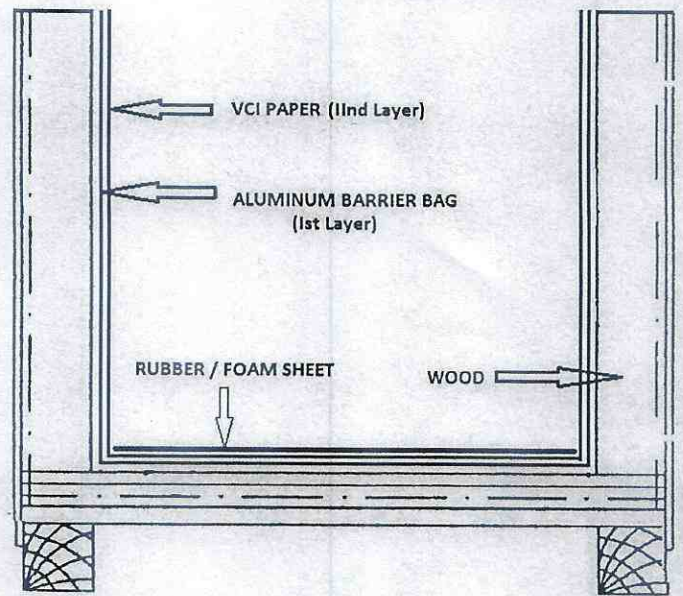 VCI PAPER (IInd Layer)
ALUMINUM BARRIER BAG
(Ist Layer)
RUBBER / FOAM SHEET
WOOD